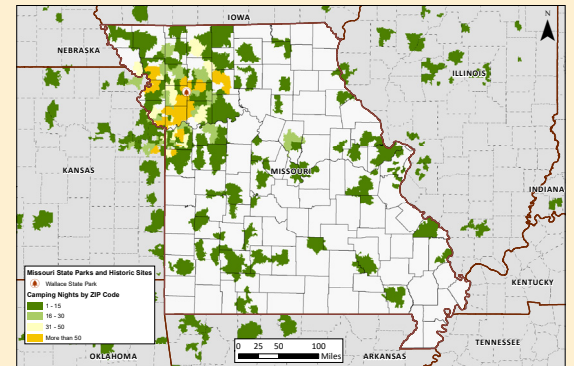 IOWA
N
NEBRASKA
ILLINOIS
KANSAS
MISSOURI
INDIANA
Missouri State Parks and Historic Sites
Wallace State Park
Camping Nights by ZIP Code
1 - 15
16 - 30
31 - 50
More than 50
KENTUCKY
TENNESSEE
OKLAHOMA
ARKANSAS
0 25 50 100
Miles